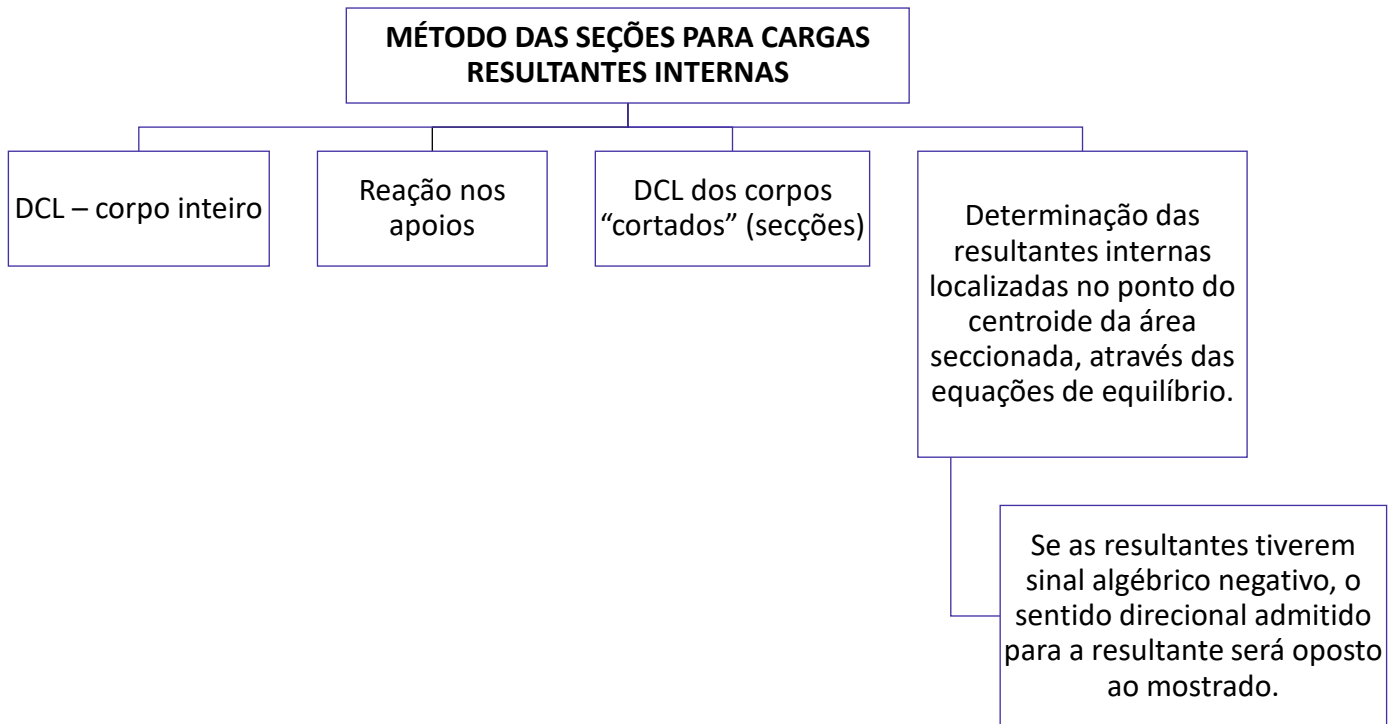 MÉTODO DAS SEÇÕES PARA CARGAS
RESULTANTES INTERNAS
DCL – corpo inteiro
Reação nos
apoios
DCL dos corpos
“cortados” (secções)
Determinação das
resultantes internas
localizadas no ponto do
centroide da área
seccionada, através das
equações de equilíbrio.
Se as resultantes tiverem
sinal algébrico negativo, o
sentido direcional admitido
para a resultante será oposto
ao mostrado.